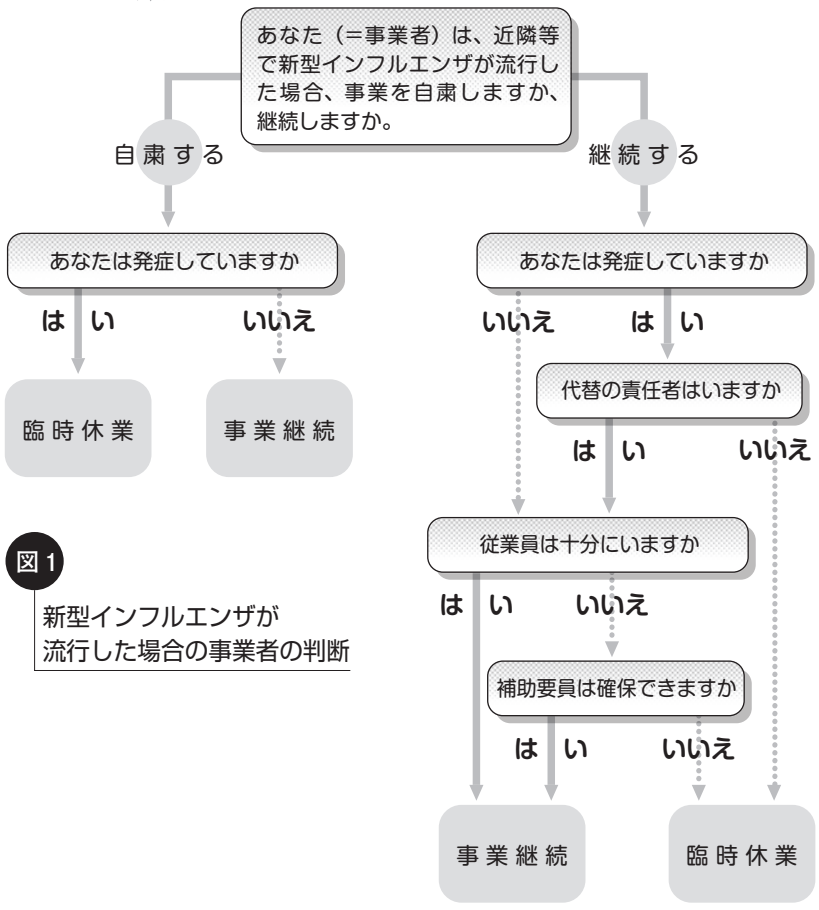 あなた（＝事業者）は、近隣等
で新型インフルエンザが流行し
た場合、事業を自粛しますか、
継続しますか。
自粛する
継続する
あなたは発症していますか
あなたは発症していますか
はい
いいえ
いいえ
はい
臨時休業
事業継続
代替の責任者はいますか
はい
いいえ
従業員は十分にいますか
図1
新型インフルエンザが
流行した場合の事業者の判断
はい
いいえ
補助要員は確保できますか
はい
いいえ
事業継続
臨時休業